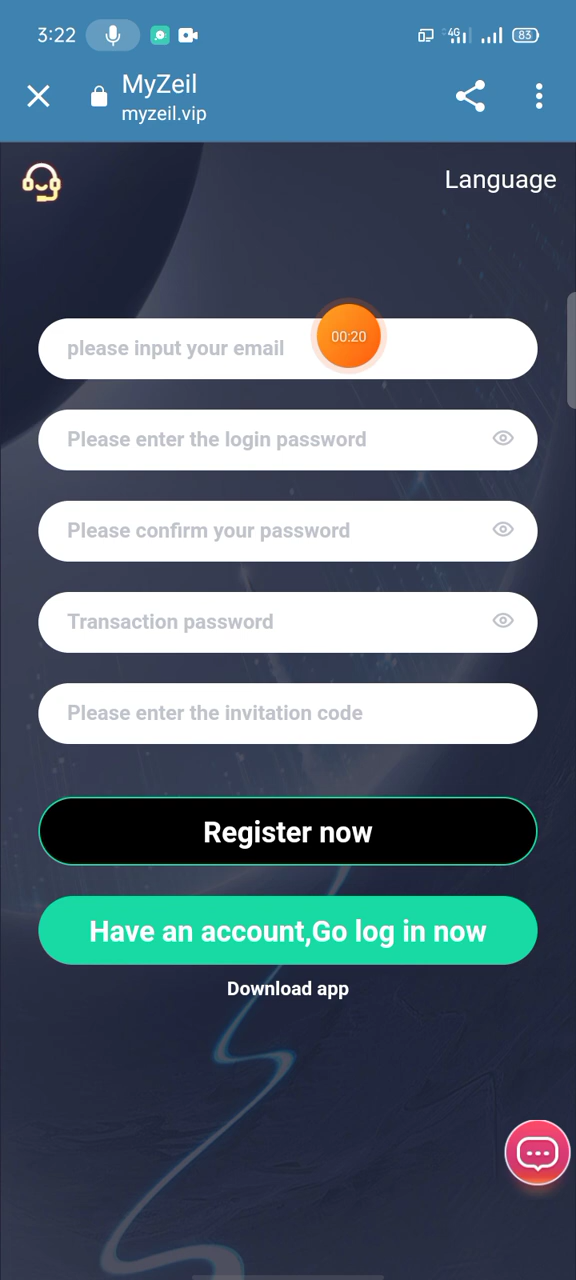 3:22
4G
83
MyZeil
myzeil.vip
Language
please input your email
00:20
Please enter the login password
Please confirm your password
Transaction password
Please enter the invitation code
Register now
Have an account,Go log in now
Download app